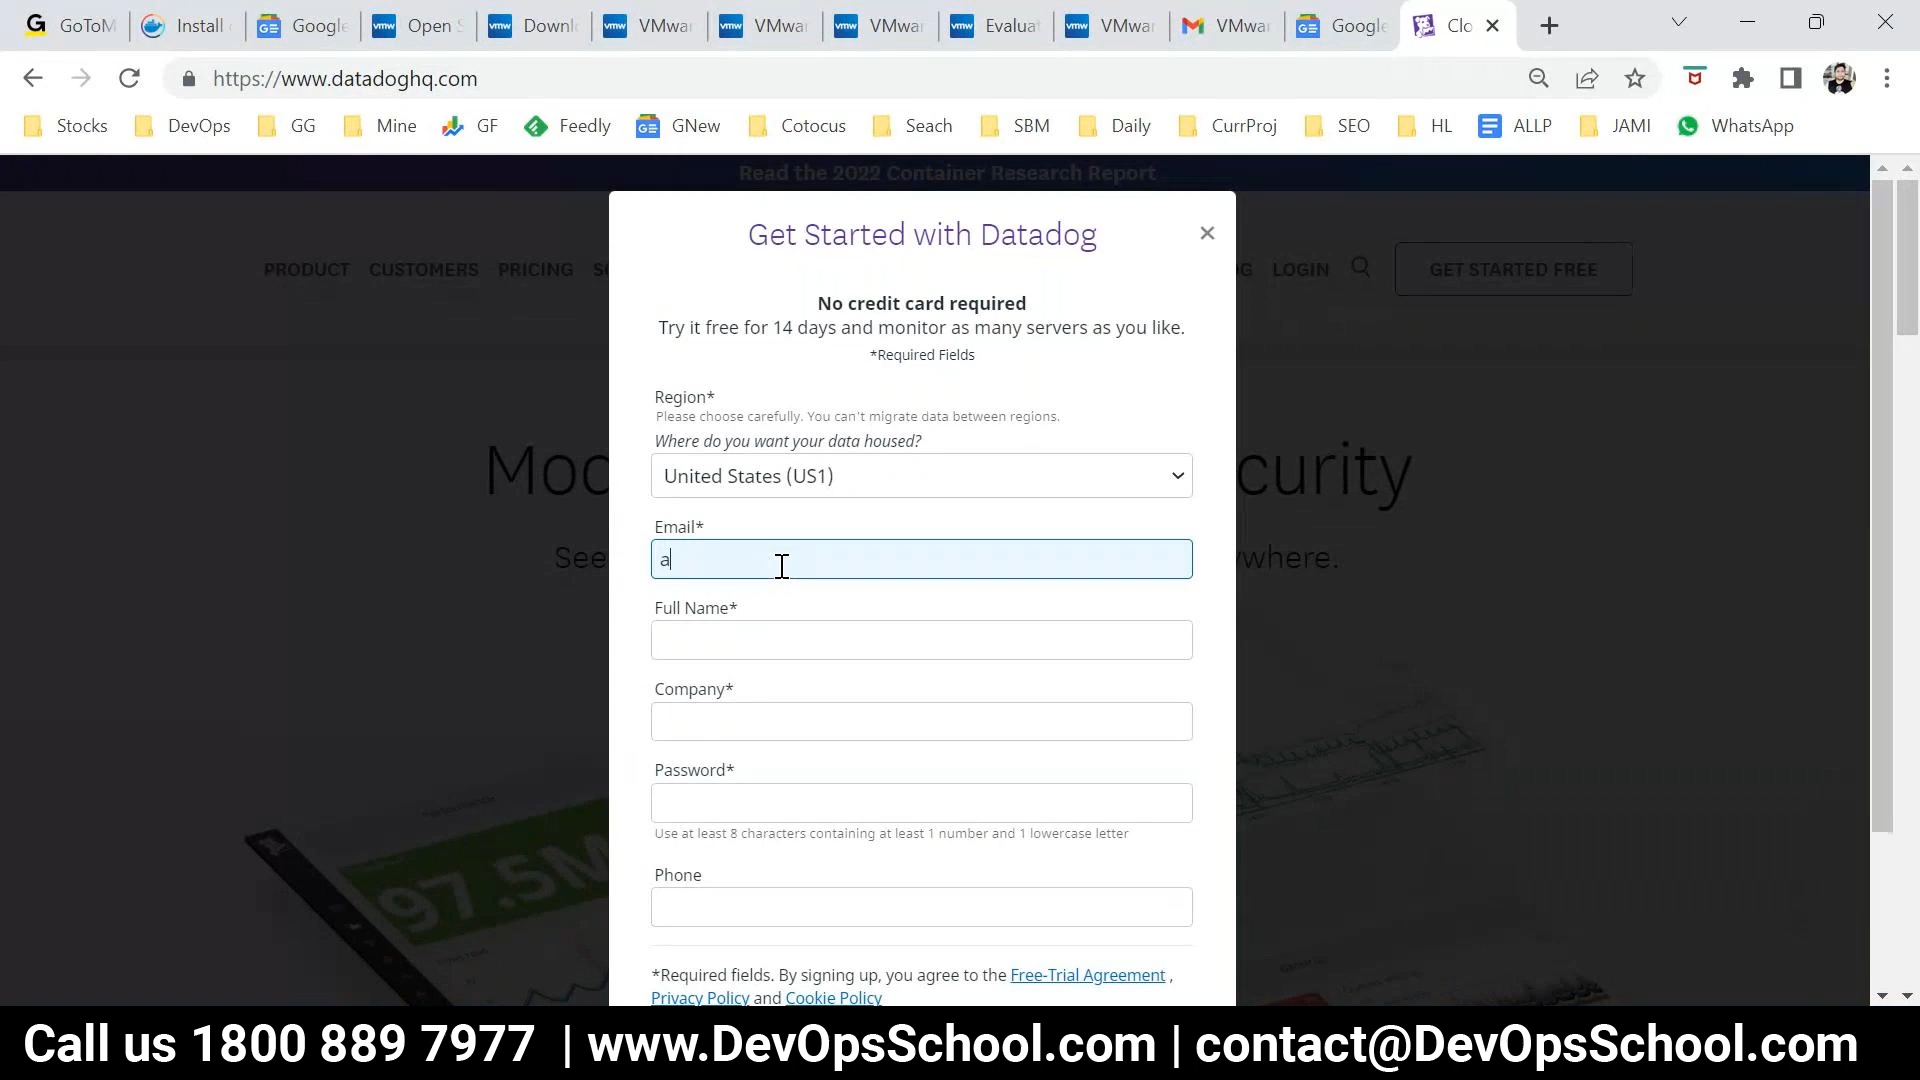 GoToM
Install
Google
Open S
Downl
VMwar
VMwar
VMwar
Evaluat
VMwar
VMwar
Google
Clo
https://www.datadoghq.com
Stocks
DevOps
GG
Mine
GF
Feedly
GNew
Cotocus
Seach
SBM
Daily
CurrProj
SEO
HL
ALLP
JAMI
WhatsApp
Read the 2022 Container Research Report
Get Started with Datadog
PRODUCT CUSTOMERS PRICING S
G LOGIN GET STARTED FREE
No credit card required
Try it free for 14 days and monitor as many servers as you like.
*Required Fields
Region*
Please choose carefully. You can't migrate data between regions.
Where do you want your data housed?
United States (US1)
Moc
curity
Email*
a
See
ywhere.
Full Name*
Company*
Password*
Use at least 8 characters containing at least 1 number and 1 lowercase letter
Phone
97.5M
*Required fields. By signing up, you agree to the Free-Trial Agreement ,
Privacy Policy and Cookie Policy
Call us 1800 889 7977 | www.DevOpsSchool.com | contact@DevOpsSchool.com